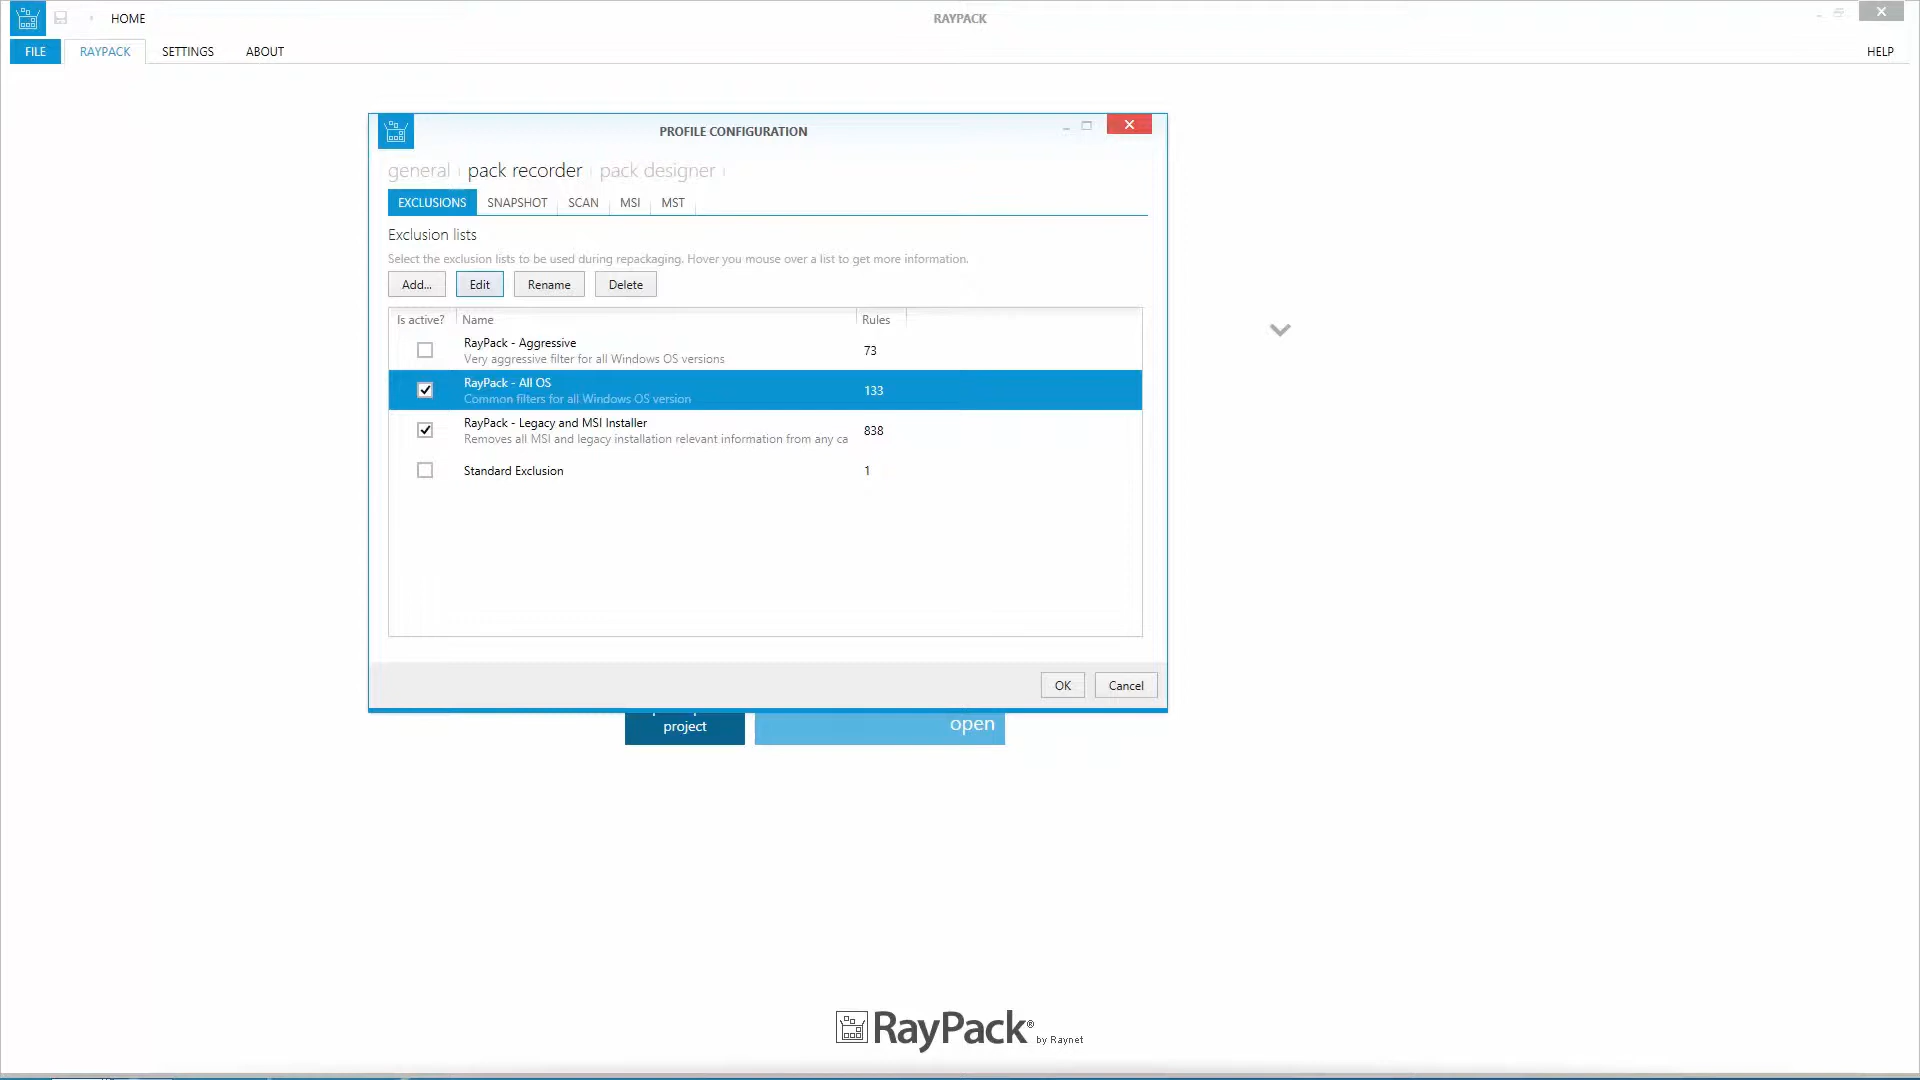 HOME
RAYPACK
FILE
RAYPACK
SETTINGS
ABOUT
HELP
PROFILE CONFIGURATION
general
pack recorder
pack designer
EXCLUSIONS
SNAPSHOT
SCAN
MSI
MST
Exclusion lists
Select the exclusion lists to be used during repackaging. Hover you mouse over a list to get more information.
Add...
Edit
Rename
Delete
Is active?
Name
Rules
RayPack - Aggressive
Very aggressive filter for all Windows OS versions
73
RayPack - All OS
Common filters for all Windows OS version
133
RayPack - Legacy and MSI Installer
Removes all MSI and legacy installation relevant information from any ca
838
Standard Exclusion
1
OK
Cancel
project
open
RayPack®
by Raynet